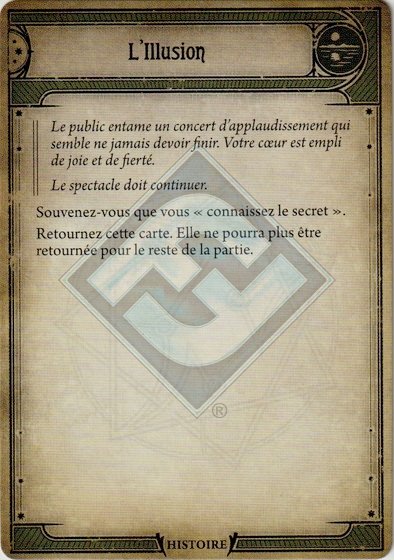 L'Illusion
Le public entame un concert d'applaudissement qui
semble ne jamais devoir finir. Votre cœur est empli
de joie et de fierté.
Le spectacle doit continuer.
Souvenez-vous que vous « connaissez le secret ».
Retournez cette carte. Elle ne pourra plus être
retournée pour le reste de la partie.
®
HISTOIRE